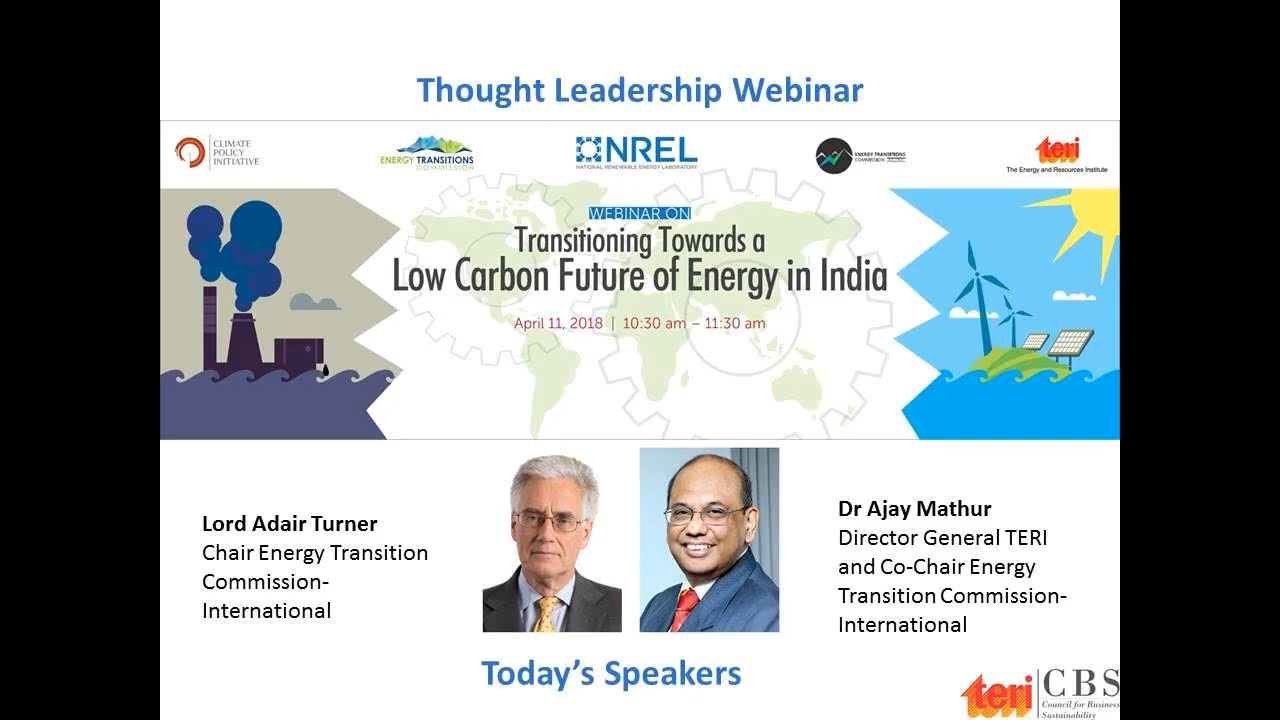 Thought Leadership Webinar
CLIMATE
POLICY
INITIATIVE
ENERGY TRANSITIONS
COMMISSION
NREL
NATIONAL RENEWABLE ENERGY LABORATORY
ENERGY TRANSITIONS
COMMISSION
teri
The Energy and Resources Institute
WEBINAR ON
Transitioning Towards a
Low Carbon Future of Energy in India
April 11, 2018 | 10:30 am – 11:30 am
Lord Adair Turner
Chair Energy Transition
Commission-
International
Dr Ajay Mathur
Director General TERI
and Co-Chair Energy
Transition Commission-
International
Today’s Speakers
teri
CBS
Council for Business
Sustainability